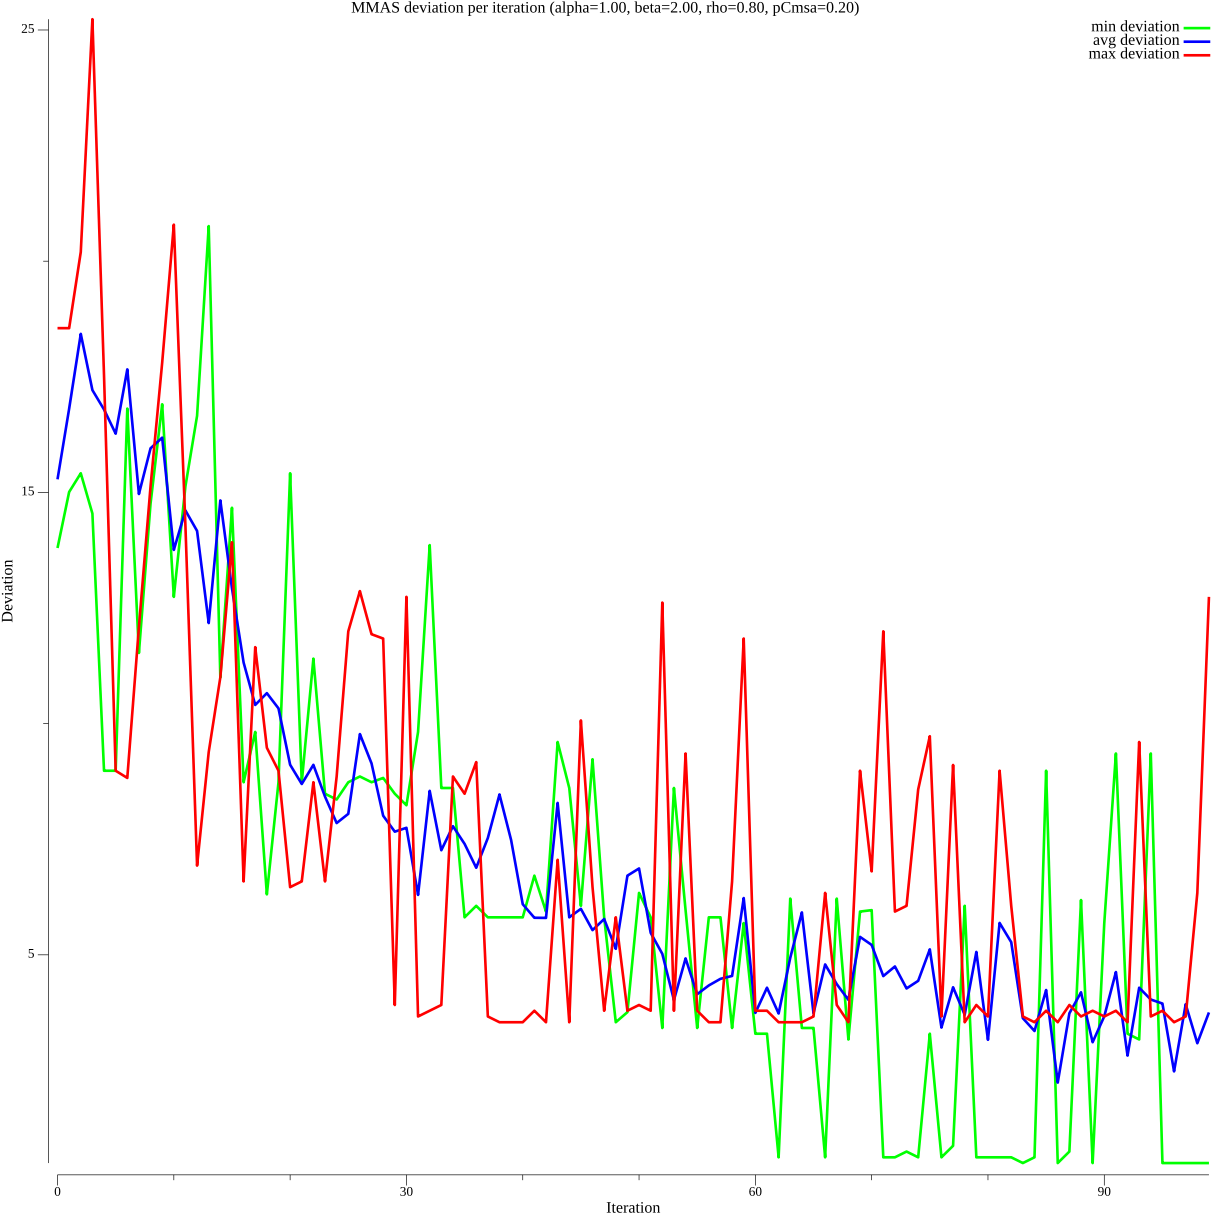 MMAS deviation per iteration (alpha=1.00, beta=2.00, rho=0.80, pCmsa=0.20)
min deviation
avg deviation
max deviation
25
15
5
Deviation
0
30
60
90
Iteration